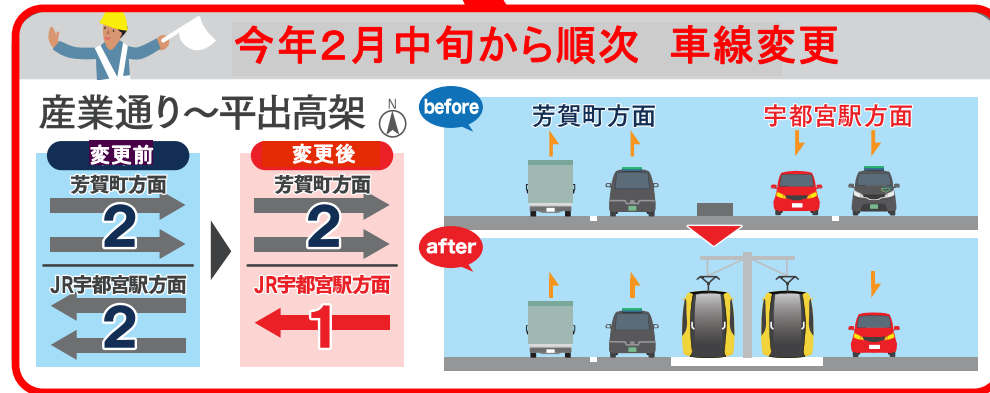 今年2月中旬から順次 車線変更
産業通り～平出高架
N
変更前
芳賀町方面
2
JR宇都宮駅方面
2
変更後
芳賀町方面
2
JR宇都宮駅方面
1
before
芳賀町方面
宇都宮駅方面
after